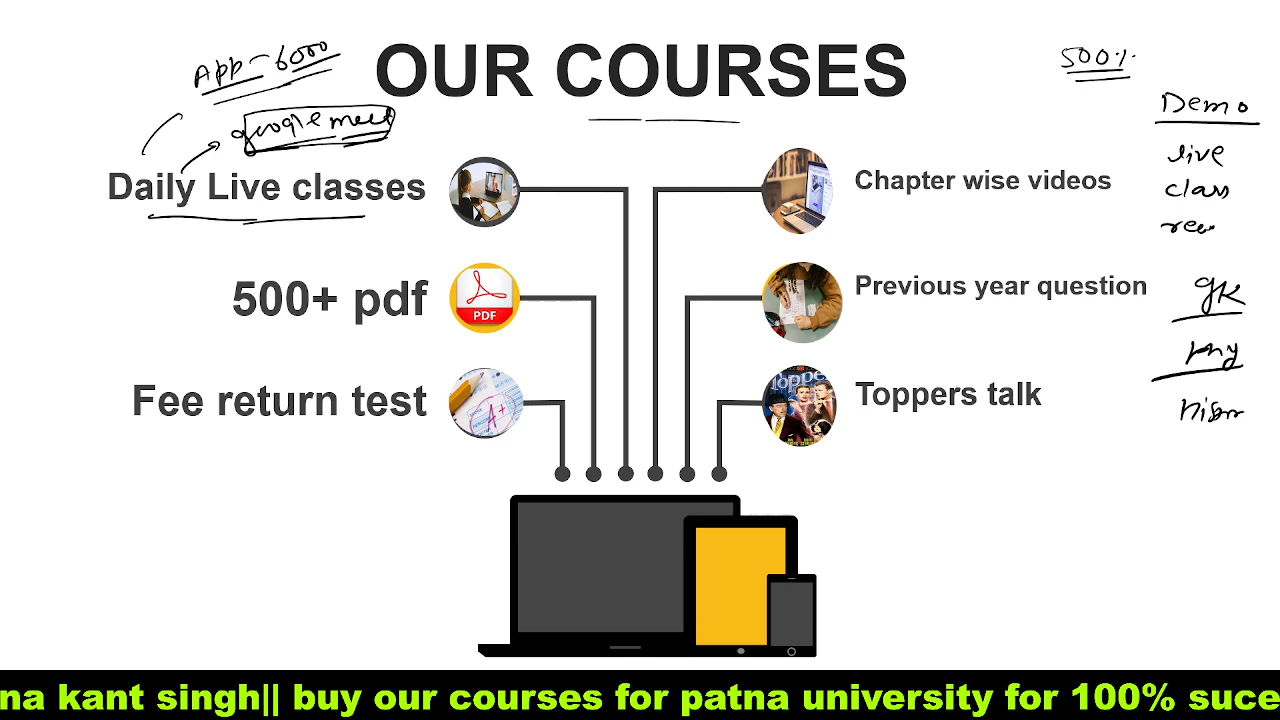 OUR COURSES
App - 6000
google meet
Daily Live classes
500+ pdf
PDF
Fee return test
A+
Chapter wise videos
Previous year question
Toppers talk
500%
Demo
live
class
GK
na kant singh|| buy our courses for patna university for 100% suce